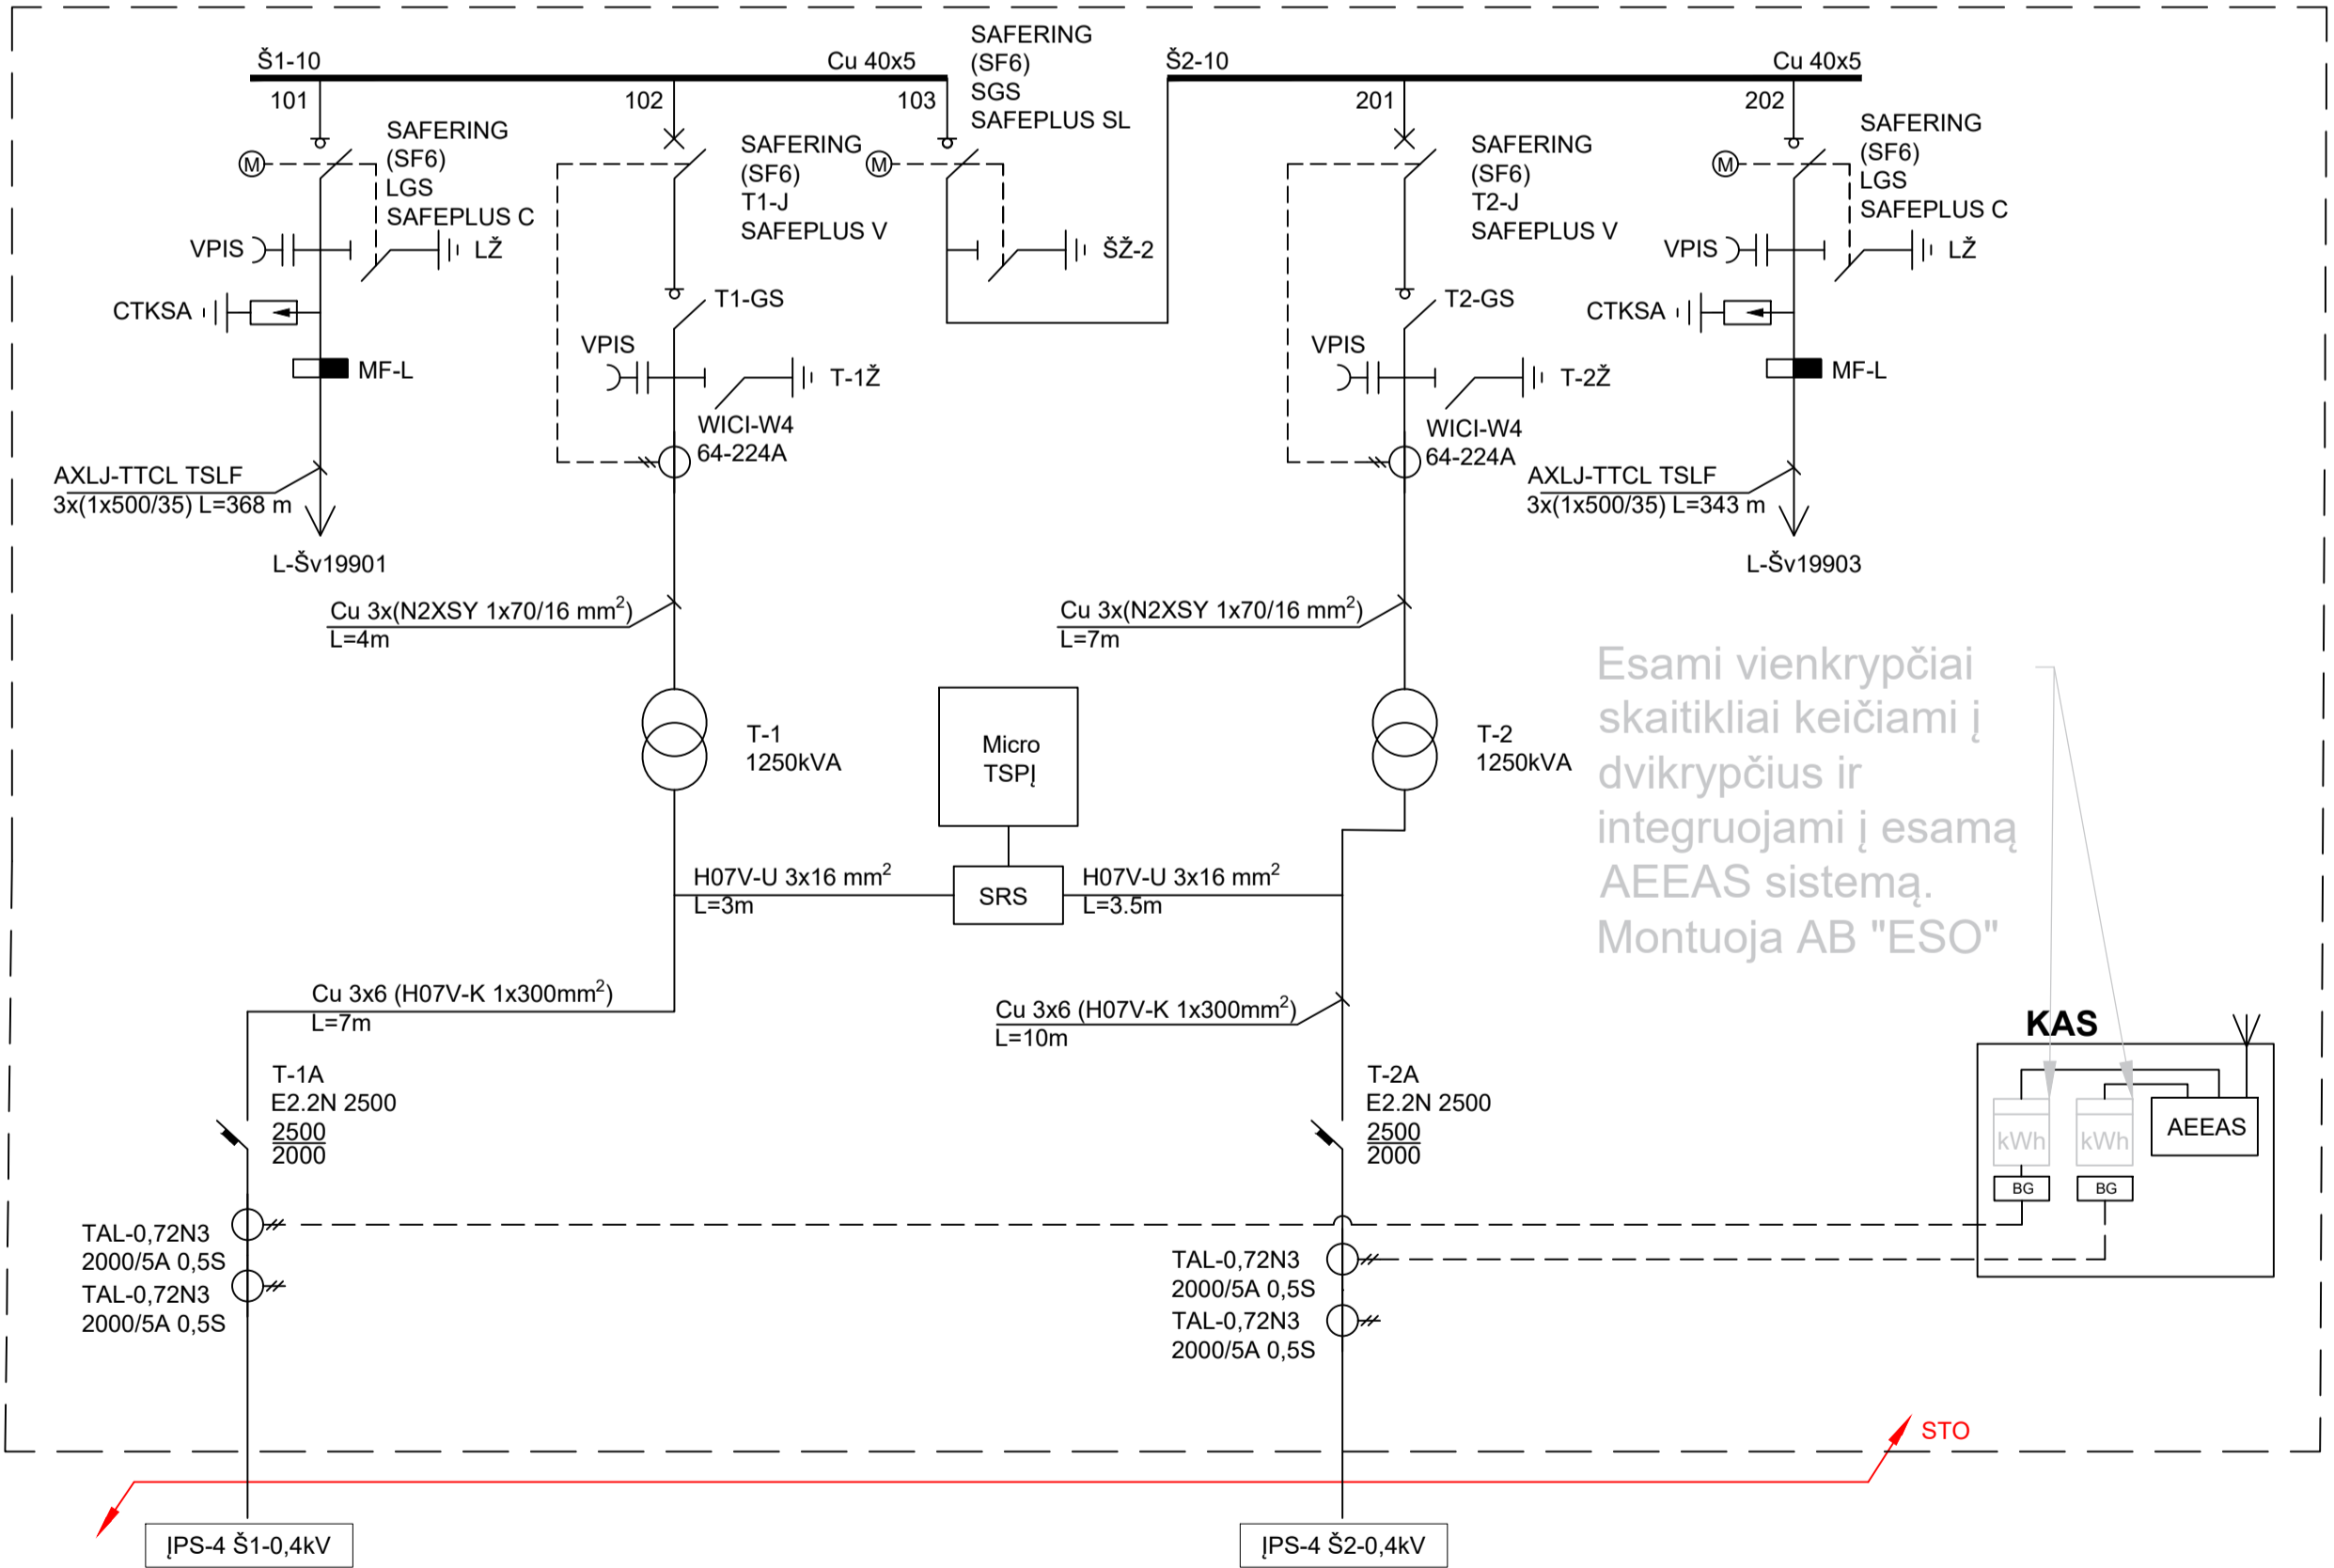 Š1-10
Cu 40x5
101
102
103
SAFERING
(SF6)
SGS
SAFEPLUS SL
Š2-10
Cu 40x5
201
202
SAFERING
(SF6)
LGS
SAFEPLUS C
M
VPIS
LŽ
CTKSA
MF-L
AXLJ-TTCL TSLF
3x(1x500/35) L=368 m
L-Šv19901
SAFERING
(SF6)
T1-J
SAFEPLUS V
T1-GS
VPIS
T-1Ž
WICI-W4
64-224A
M
ŠŽ-2
SAFERING
(SF6)
T2-J
SAFEPLUS V
T2-GS
VPIS
T-2Ž
WICI-W4
64-224A
SAFERING
(SF6)
LGS
SAFEPLUS C
M
VPIS
LŽ
CTKSA
MF-L
AXLJ-TTCL TSLF
3x(1x500/35) L=343 m
L-Šv19903
Cu 3x(N2XSY 1x70/16 mm²)
L=4m
Cu 3x(N2XSY 1x70/16 mm²)
L=7m
T-1
1250kVA
Micro
TSPĮ
T-2
1250kVA
Esami vienkrypčiai
skaitikliai keičiami į
dvikrypčius ir
integruojami į esamą
AEEAS sistemą.
Montuoja AB "ESO"
H07V-U 3x16 mm²
L=3m
SRS
H07V-U 3x16 mm²
L=3.5m
Cu 3x6 (H07V-K 1x300mm²)
L=7m
Cu 3x6 (H07V-K 1x300mm²)
L=10m
T-1A
E2.2N 2500
2500
2000
T-2A
E2.2N 2500
2500
2000
KAS
kWh
kWh
AEEAS
BG
BG
TAL-0,72N3
2000/5A 0,5S
TAL-0,72N3
2000/5A 0,5S
TAL-0,72N3
2000/5A 0,5S
TAL-0,72N3
2000/5A 0,5S
STO
ĮPS-4 Š1-0,4kV
ĮPS-4 Š2-0,4kV